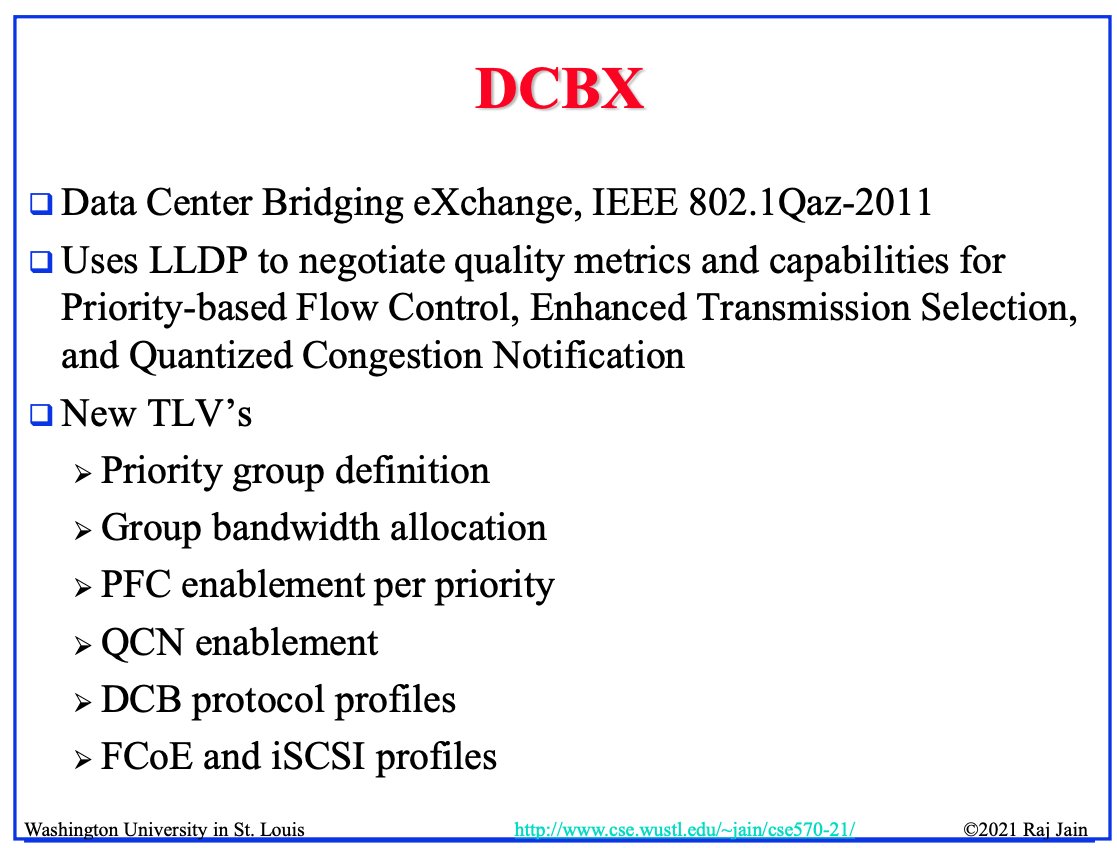 DCBX
Data Center Bridging eXchange, IEEE 802.1Qaz-2011
Uses LLDP to negotiate quality metrics and capabilities for
Priority-based Flow Control, Enhanced Transmission Selection,
and Quantized Congestion Notification
New TLV’s
Priority group definition
Group bandwidth allocation
PFC enablement per priority
QCN enablement
DCB protocol profiles
FCoE and iSCSI profiles
Washington University in St. Louis http://www.cse.wustl.edu/~jain/cse570-21/ ©2021 Raj Jain